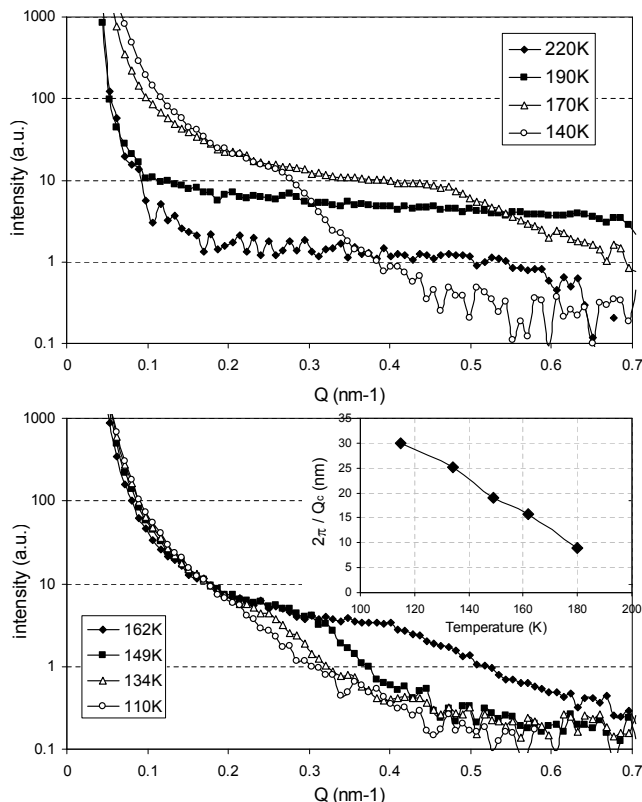 1000
100
10
1
0.1
intensity (a.u.)
220K
190K
170K
140K
0 0.1 0.2 0.3 0.4 0.5 0.6 0.7
Q (nm-1)
1000
100
10
1
0.1
intensity (a.u.)
162K
149K
134K
110K
0 0.1 0.2 0.3 0.4 0.5 0.6 0.7
Q (nm-1)
35
30
25
20
15
10
5
0
2π / Qc (nm)
100 120 140 160 180 200
Temperature (K)